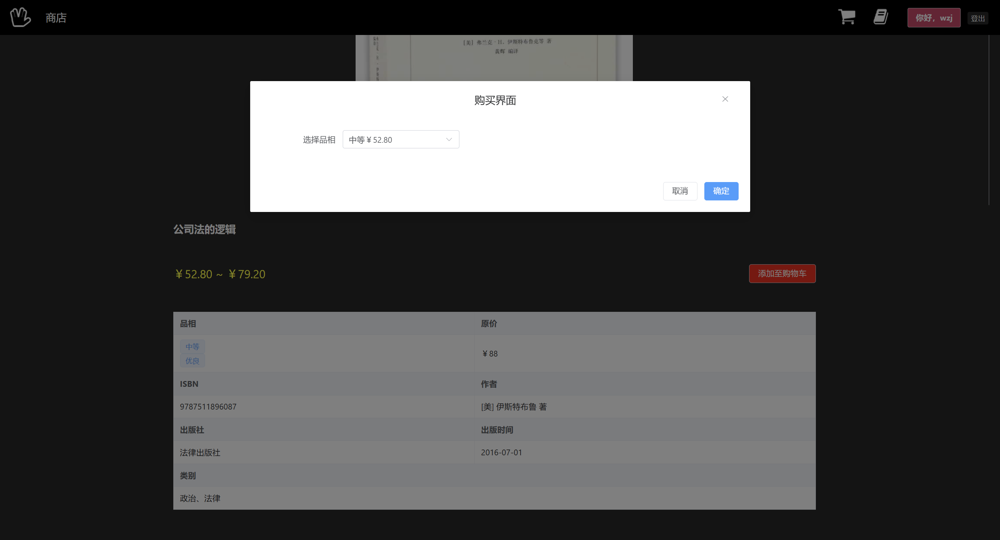 商店
你好，wzj
登出
[美] 弗兰克·H.伊斯特布鲁克等 著
黄辉 编译
购买界面
选择品相
中等￥52.80
取消
确定
公司法的逻辑
￥52.80 ~ ￥79.20
添加至购物车
品相
原价
中等
优良
￥88
ISBN
作者
9787511896087
[美] 伊斯特布鲁 著
出版社
出版时间
法律出版社
2016-07-01
类别
政治、法律